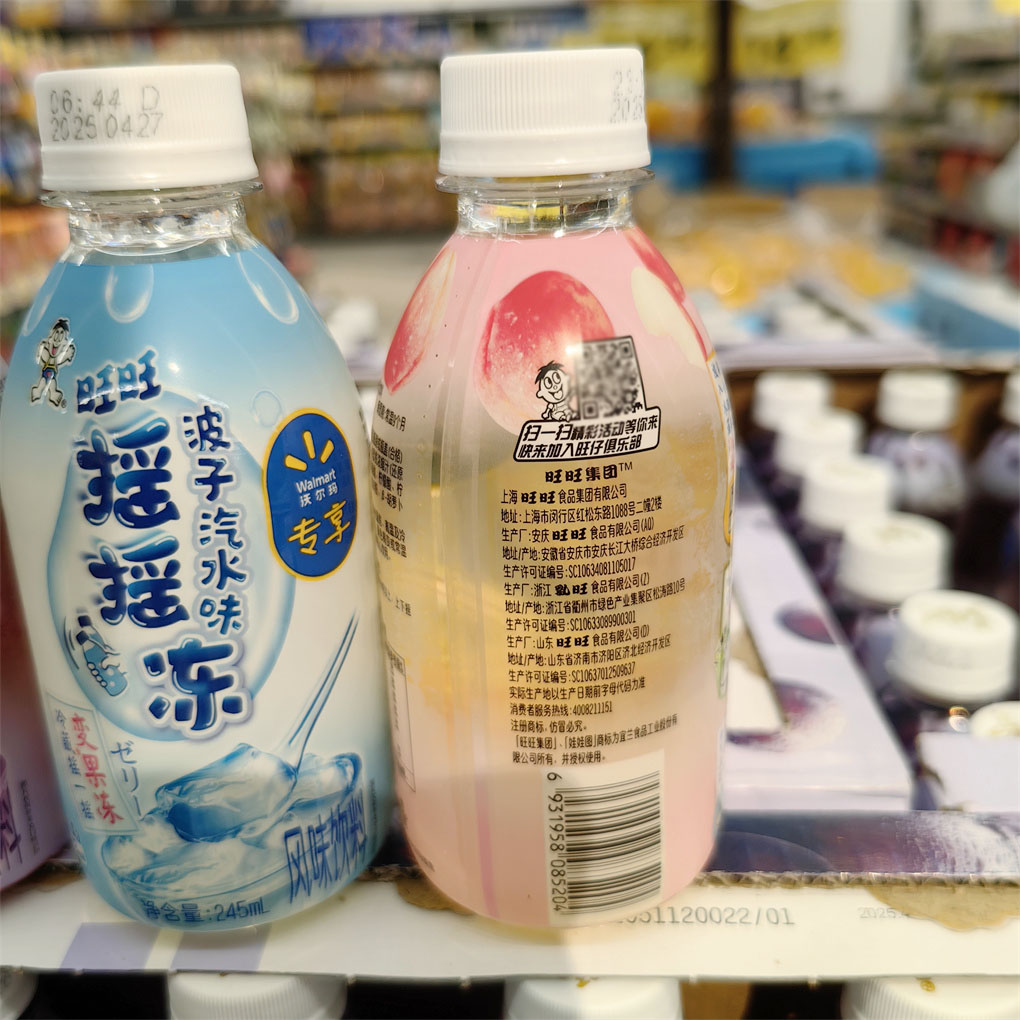 06:44 D
20250427
旺旺
摇摇冻
波子汽水味
Walmart
沃尔玛
专享
冷藏摇一摇
变果冻
ゼリー
风味饮料
净含量:245mL
扫一扫精彩活动等你来
快来加入旺仔俱乐部
旺旺集团™
上海旺旺食品集团有限公司
地址:上海市闵行区红松东路1088号二幢2楼
生产厂:安庆旺旺食品有限公司(AQ)
地址/产地:安徽省安庆市安庆长江大桥综合经济开发区
生产许可证编号:SC10634081105017
生产厂:浙江乳旺食品有限公司(Z)
地址/产地:浙江省衢州市绿色产业集聚区松涛路10号
生产许可证编号:SC10633089900301
生产厂:山东旺旺食品有限公司(D)
地址/产地:山东省济南市济阳区济北经济开发区
生产许可证编号:SC10637012509637
实际生产地以生产日期前字母代码为准
消费者服务热线:4008211151
注册商标，仿冒必究。
「旺旺集团」、「娃娃图」商标为宜兰食品工业股份有
限公司所有，并授权使用。
6 931958 085204
051120022/01